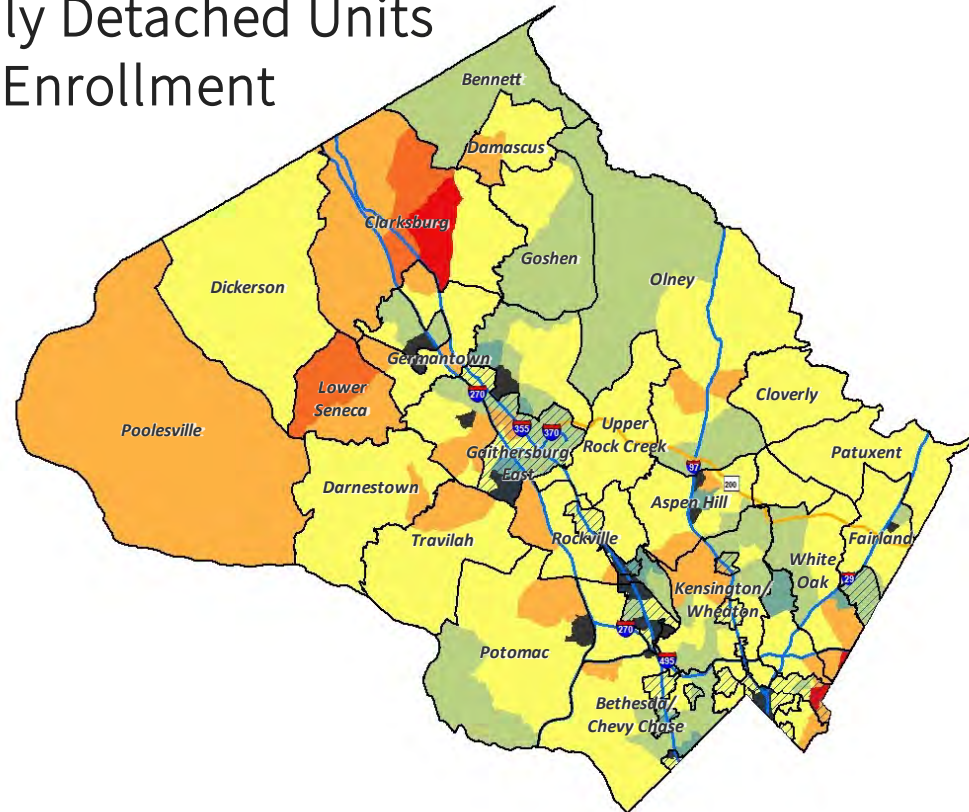 ly Detached Units
Enrollment
Bennett
Damascus
Clarksburg
Goshen
Olney
Dickerson
Germantown
Lower
Seneca
270
Cloverly
Poolesville
355
370
Upper
Rock Creek
Gaithersburg
East
Patuxent
97
200
Darnestown
Aspen Hill
Travilah
Rockville
Fairland
White
Oak
29
Kensington/
Wheaton
270
Potomac
495
Bethesda/
Chevy Chase